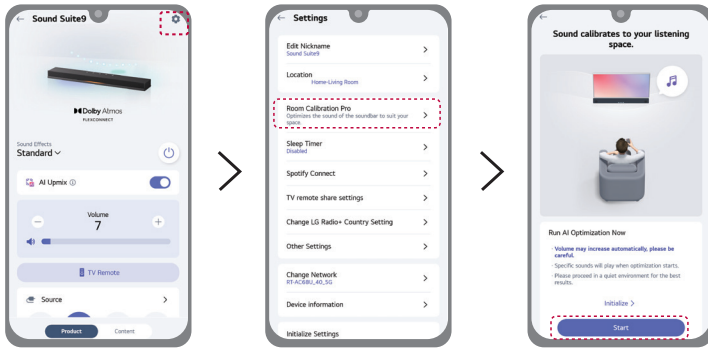 Sound Suite9
Dolby Atmos
FLEXCONNECT
Sound Effects
Standard
AI Upmix
Volume
7
TV Remote
Source
Product
Content
Settings
Edit Nickname
Sound Suite9
Location
Home-Living Room
Room Calibration Pro
Optimizes the sound of the soundbar to suit your
space.
Sleep Timer
Disabled
Spotify Connect
TV remote share settings
Change LG Radio+ Country Setting
Other Settings
Change Network
RT-AC88U_40_5G
Device information
Initialize Settings
Sound calibrates to your listening
space.
Run AI Optimization Now
· Volume may increase automatically, please be
careful.
· Specific sounds will play when optimization starts.
· Please proceed in a quiet environment for the best
results.
Initialize >
Start